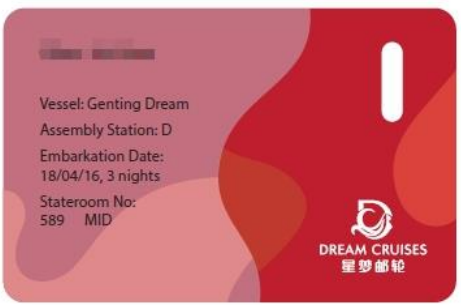 Vessel: Genting Dream
Assembly Station: D
Embarkation Date:
18/04/16, 3 nights
Stateroom No:
589 MID
DREAM CRUISES
星梦邮轮